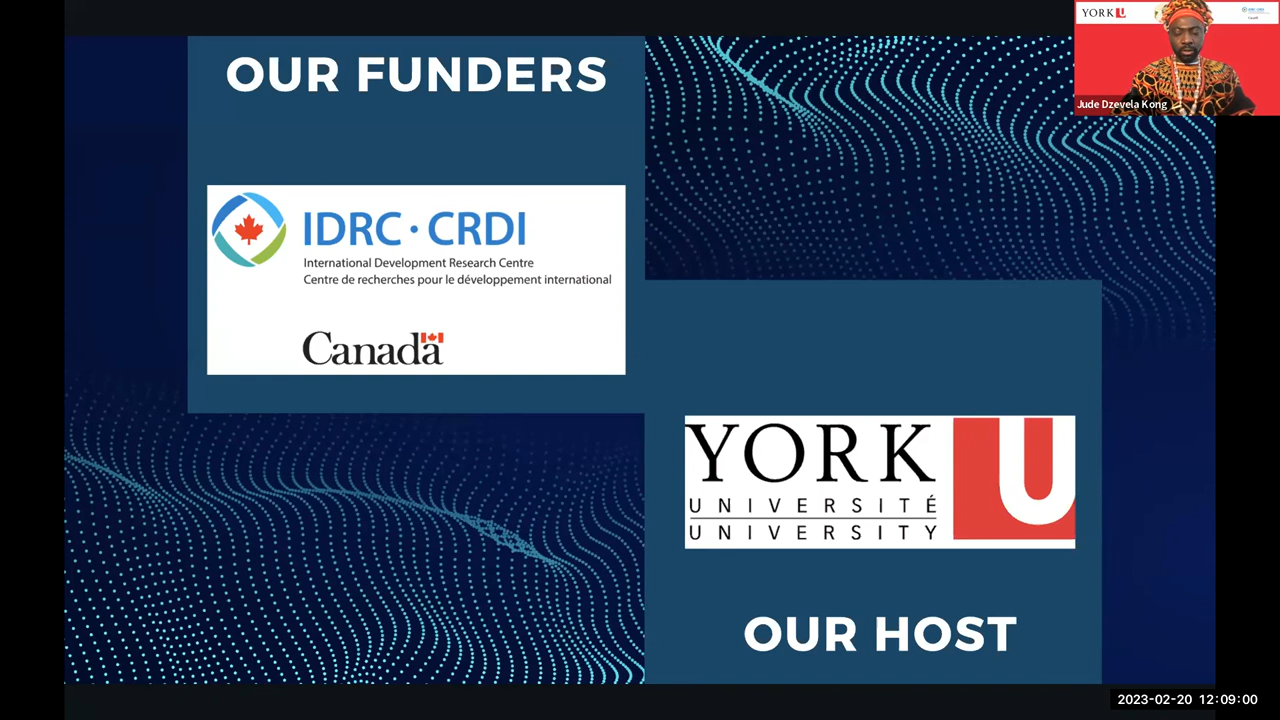 OUR FUNDERS
IDRC · CRDI
International Development Research Centre
Centre de recherches pour le développement international
Canada
YORK U
UNIVERSITÉ
UNIVERSITY
OUR HOST
YORK U
Jude Dzevela Kong
2023-02-20 12:09:00